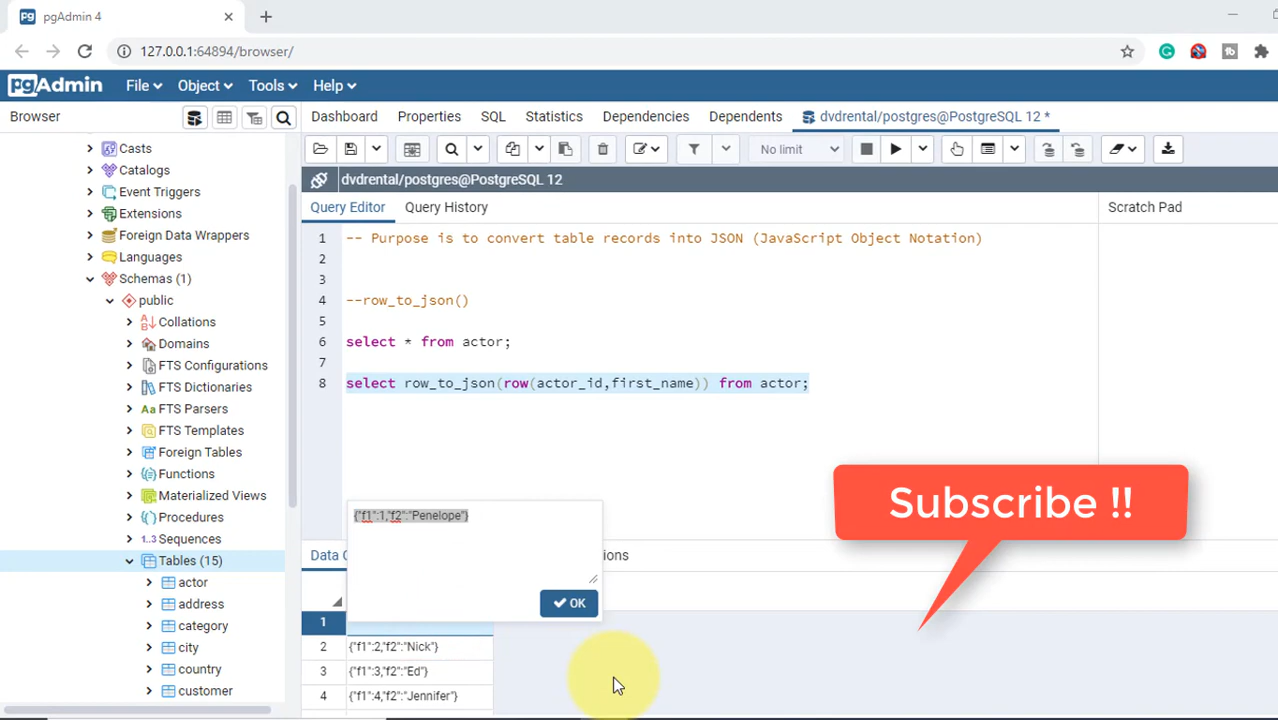 pgAdmin 4
127.0.0.1:64894/browser/
pgAdmin File Object Tools Help
Browser
Dashboard Properties SQL Statistics Dependencies Dependents dvdrental/postgres@PostgreSQL 12 *
No limit
dvdrental/postgres@PostgreSQL 12
Query Editor Query History
Scratch Pad
Casts
Catalogs
Event Triggers
Extensions
Foreign Data Wrappers
Languages
Schemas (1)
public
Collations
Domains
FTS Configurations
FTS Dictionaries
Aa FTS Parsers
FTS Templates
Foreign Tables
Functions
Materialized Views
Procedures
1..3 Sequences
Tables (15)
actor
address
category
city
country
customer
1 -- Purpose is to convert table records into JSON (JavaScript Object Notation)
2
3
4 --row_to_json()
5
6 select * from actor;
7
8 select row_to_json(row(actor_id,first_name)) from actor;
{"f1":1,"f2":"Penelope"}
OK
Data O
ions
1
2 {"f1":2,"f2":"Nick"}
3 {"f1":3,"f2":"Ed"}
4 {"f1":4,"f2":"Jennifer"}
Subscribe !!